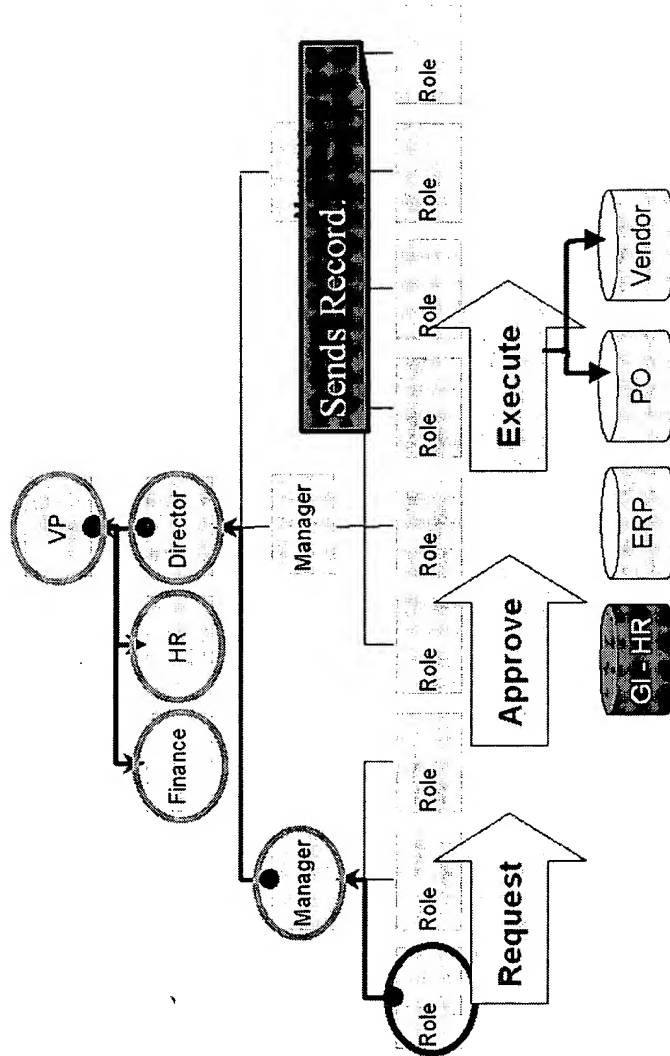 VP
Finance HR Director
Manager Manager
Sends Record.
Role Role Role Role Role Role Role Role Role
Request Approve Execute
GI - HR ERP PO Vendor